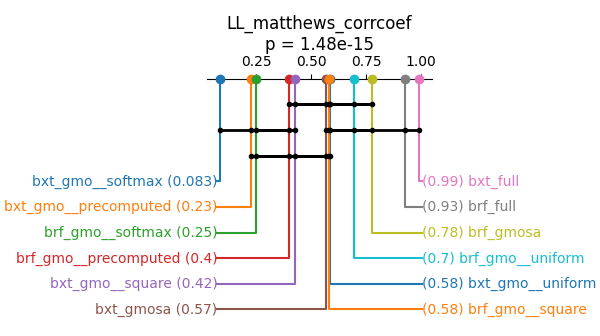 LL_matthews_corrcoef
p = 1.48e-15
0.25 0.50 0.75 1.00
bxt_gmo__softmax (0.083) (0.99) bxt_full
bxt_gmo__precomputed (0.23) (0.93) brf_full
brf_gmo__softmax (0.25) (0.78) brf_gmosa
brf_gmo__precomputed (0.4) (0.7) brf_gmo__uniform
bxt_gmo__square (0.42) (0.58) bxt_gmo__uniform
bxt_gmosa (0.57) (0.58) brf_gmo__square